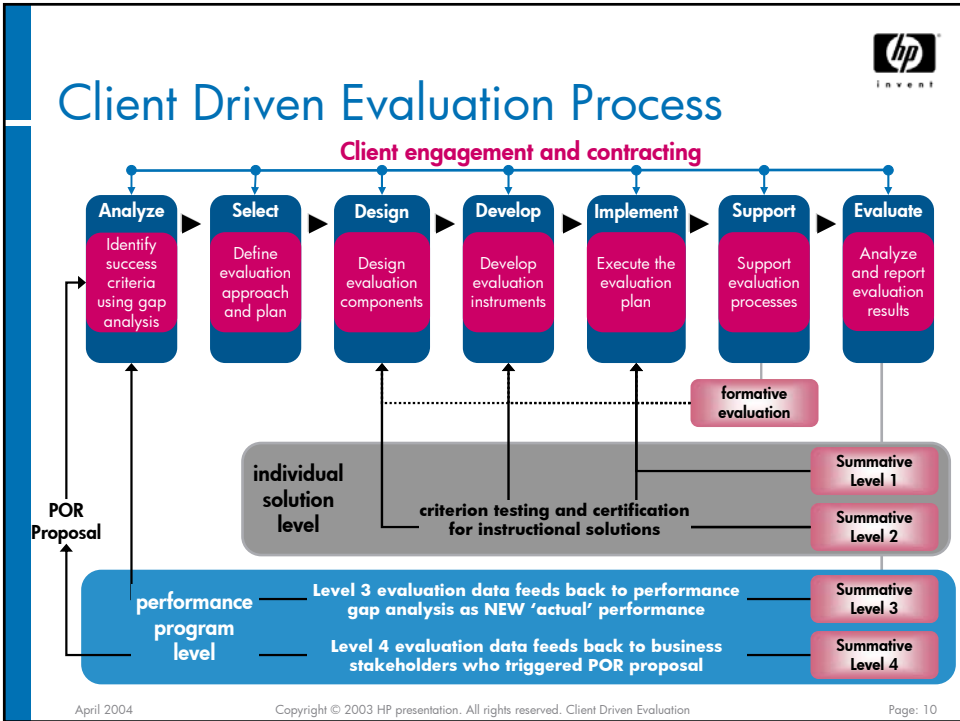 hp
invent
Client Driven Evaluation Process
Client engagement and contracting
Analyze
Identify
success
criteria
using gap
analysis
Select
Define
evaluation
approach
and plan
Design
Design
evaluation
components
Develop
Develop
evaluation
instruments
Implement
Execute the
evaluation
plan
Support
Support
evaluation
processes
Evaluate
Analyze
and report
evaluation
results
formative
evaluation
individual
solution
level
Summative
Level 1
criterion testing and certification
for instructional solutions
Summative
Level 2
POR
Proposal
performance
program
level
Level 3 evaluation data feeds back to performance
gap analysis as NEW ‘actual’ performance
Summative
Level 3
Level 4 evaluation data feeds back to business
stakeholders who triggered POR proposal
Summative
Level 4
April 2004
Copyright © 2003 HP presentation. All rights reserved. Client Driven Evaluation
Page: 10